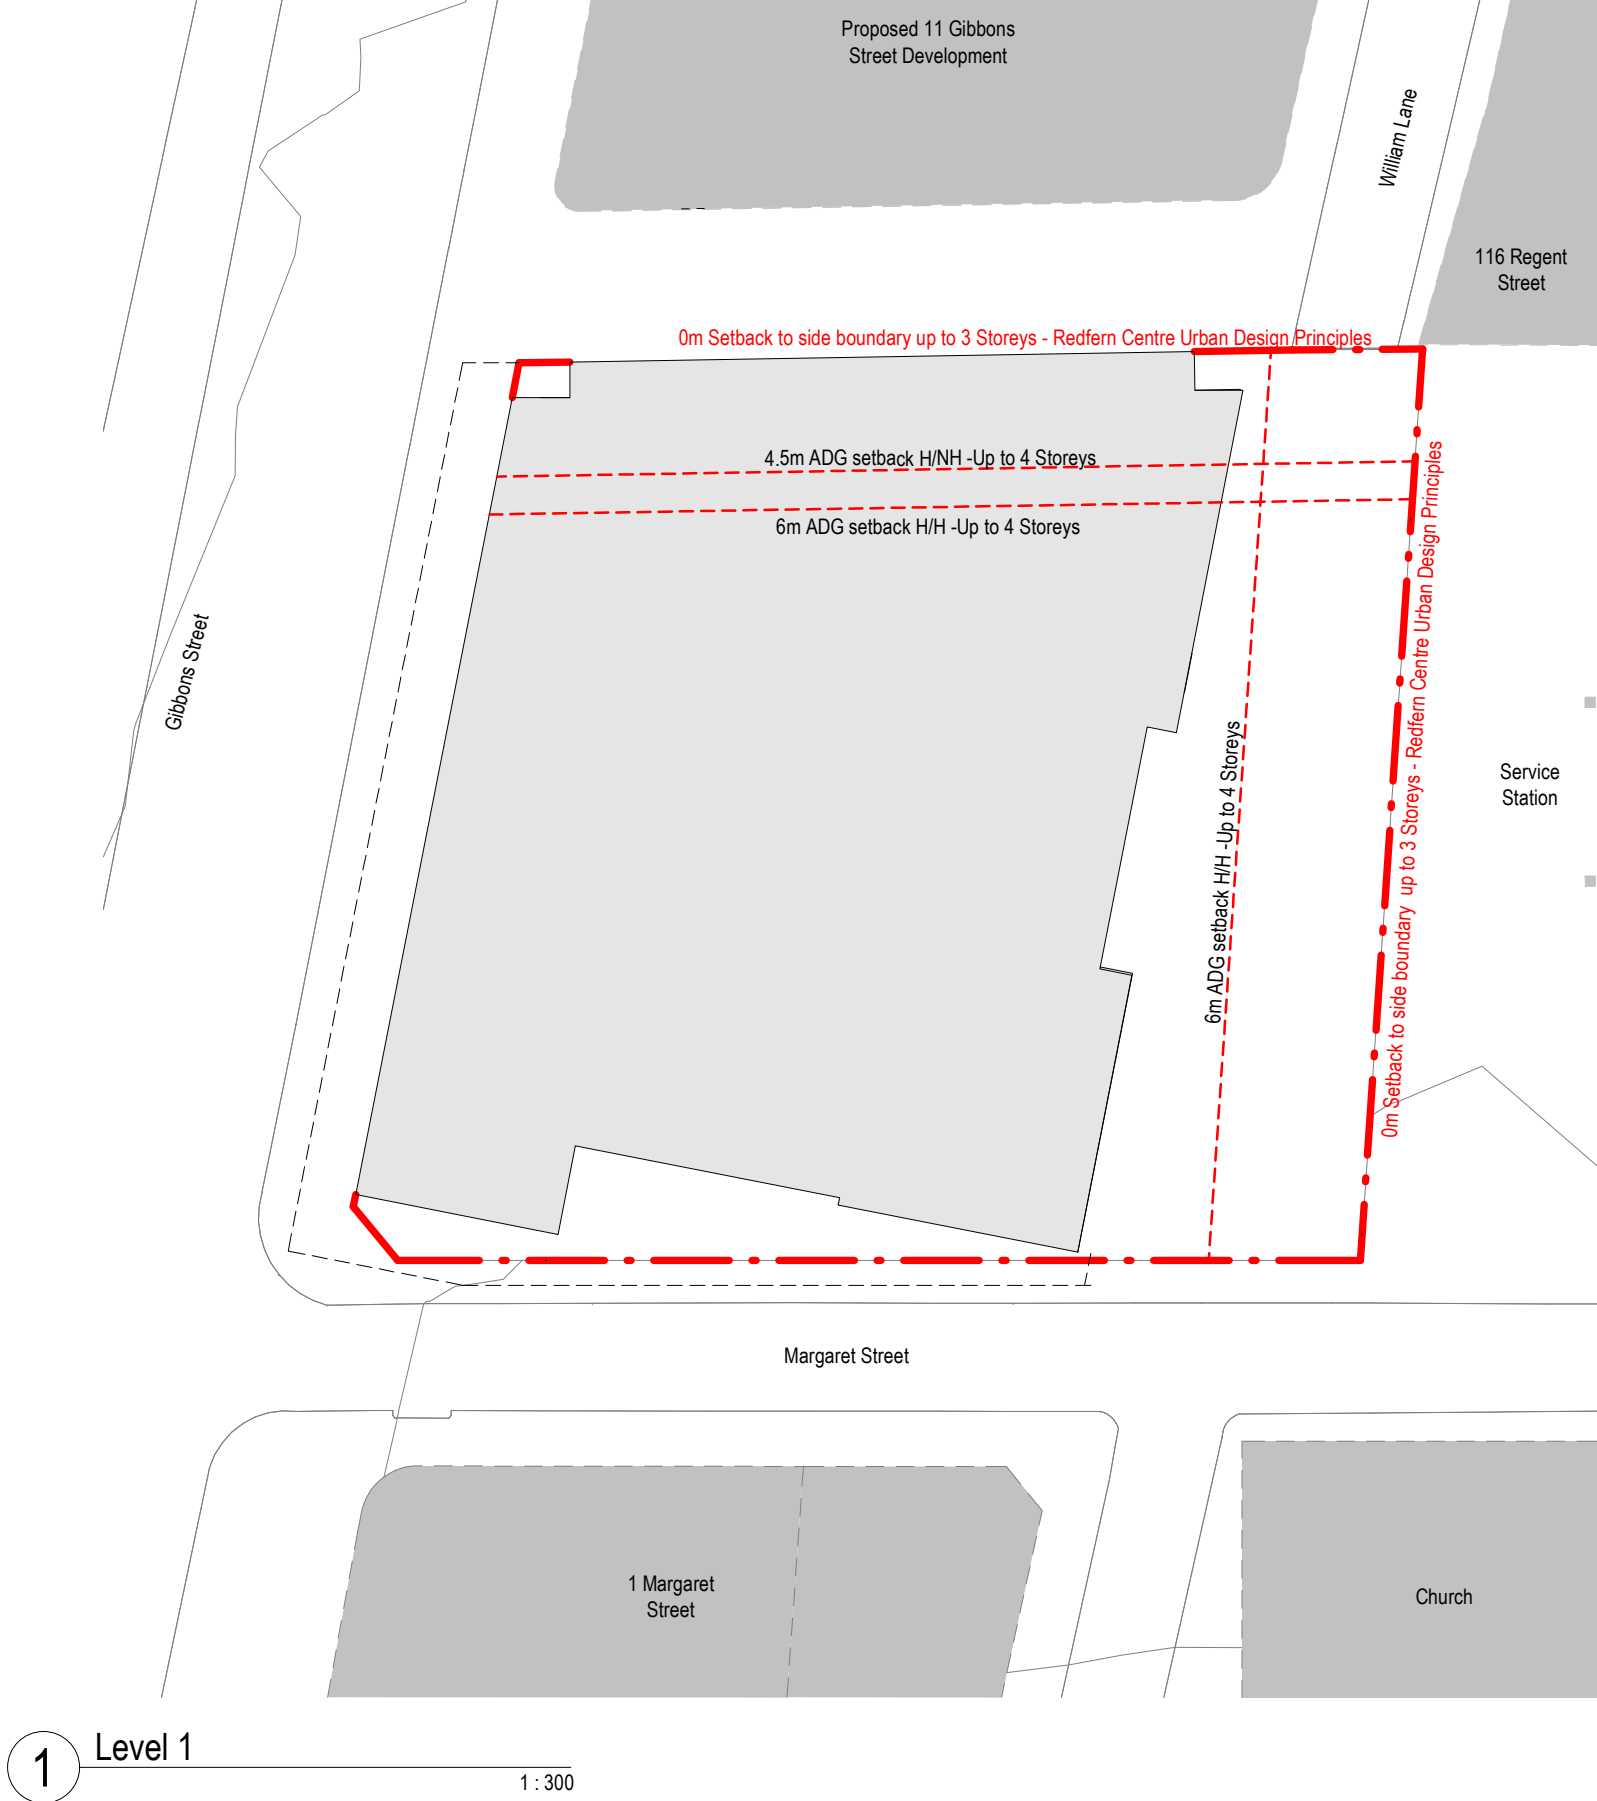 Proposed 11 Gibbons
Street Development
William Lane
116 Regent
Street
0m Setback to side boundary up to 3 Storeys - Redfern Centre Urban Design Principles
4.5m ADG setback H/NH -Up to 4 Storeys
6m ADG setback H/H -Up to 4 Storeys
0m Setback to side boundary  up to 3 Storeys - Redfern Centre Urban Design Principles
Gibbons Street
6m ADG setback H/H -Up to 4 Storeys
Service
Station
Margaret Street
1 Margaret
Street
Church
1
Level 1
1 : 300